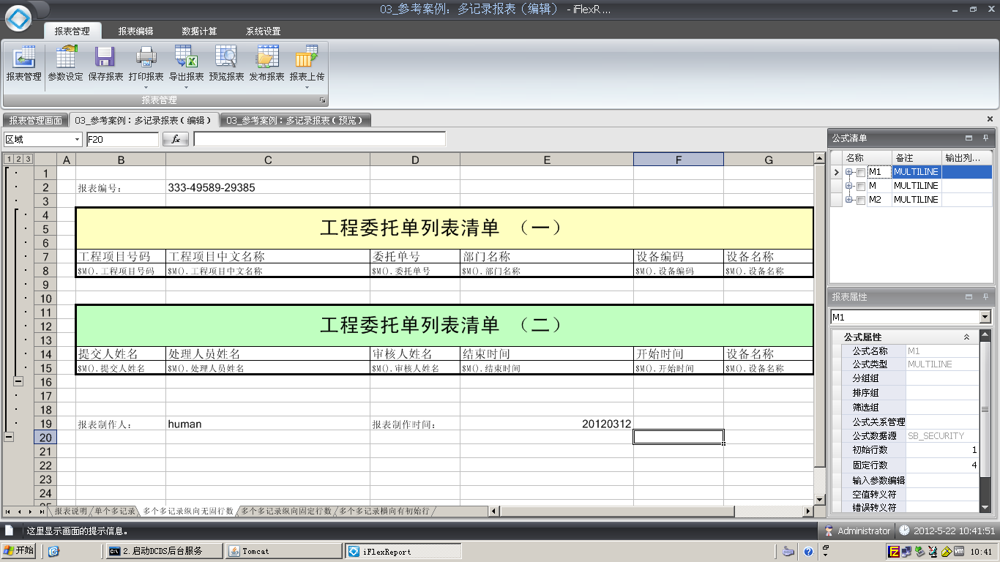 03_参考案例：多记录报表（编辑） - iFlexR...
报表管理 报表编辑 数据计算 系统设置
报表管理 参数设定 保存报表 打印报表 导出报表 预览报表 发布报表 报表上传
报表管理
报表管理画面 03_参考案例：多记录报表（编辑） 03_参考案例：多记录报表（预览）
区域 F20 fx
1 2 3 A B C D E F G
1
2 报表编号： 333-49589-29385
3
4
5 工程委托单列表清单 （一）
6
7 工程项目号码 工程项目中文名称 委托单号 部门名称 设备编码 设备名称
8 $M().工程项目号码 $M().工程项目中文名称 $M().委托单号 $M().部门名称 $M().设备编码 $M().设备名称
9
10
11
12 工程委托单列表清单 （二）
13
14 提交人姓名 处理人员姓名 审核人姓名 结束时间 开始时间 设备名称
15 $M().提交人姓名 $M().处理人员姓名 $M().审核人姓名 $M().结束时间 $M().开始时间 $M().设备名称
16
17
18
19 报表制作人： human 报表制作时间： 20120312
20
21
22
23
24
25
报表说明 单个多记录 多个多记录纵向无固行数 多个多记录纵向固定行数 多个多记录横向有初始行
公式清单
名称 备注 输出列...
M1 MULTILINE
M MULTILINE
M2 MULTILINE
报表属性
M1
公式属性
公式名称 M1
公式类型 MULTILINE
分组组
排序组
筛选组
公式关系管理
公式数据源 SB_SECURITY
初始行数 1
固定行数 4
输入参数编辑
空值转义符
错误转义符
这里显示画面的提示信息。 Administrator 2012-5-22 10:41:51
开始 2.启动DCDS后台服务 Tomcat iFlexReport 10:41